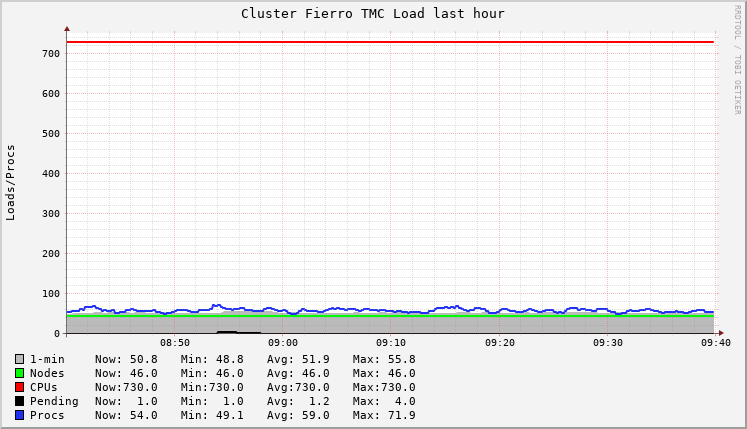 Cluster Fierro TMC Load last hour
RRDTOOL / TOBI OETIKER
Loads/Procs
700
600
500
400
300
200
100
0
08:50 09:00 09:10 09:20 09:30 09:40
1-min Now: 50.8 Min: 48.8 Avg: 51.9 Max: 55.8
Nodes Now: 46.0 Min: 46.0 Avg: 46.0 Max: 46.0
CPUs Now:730.0 Min:730.0 Avg:730.0 Max:730.0
Pending Now: 1.0 Min: 1.0 Avg: 1.2 Max: 4.0
Procs Now: 54.0 Min: 49.1 Avg: 59.0 Max: 71.9